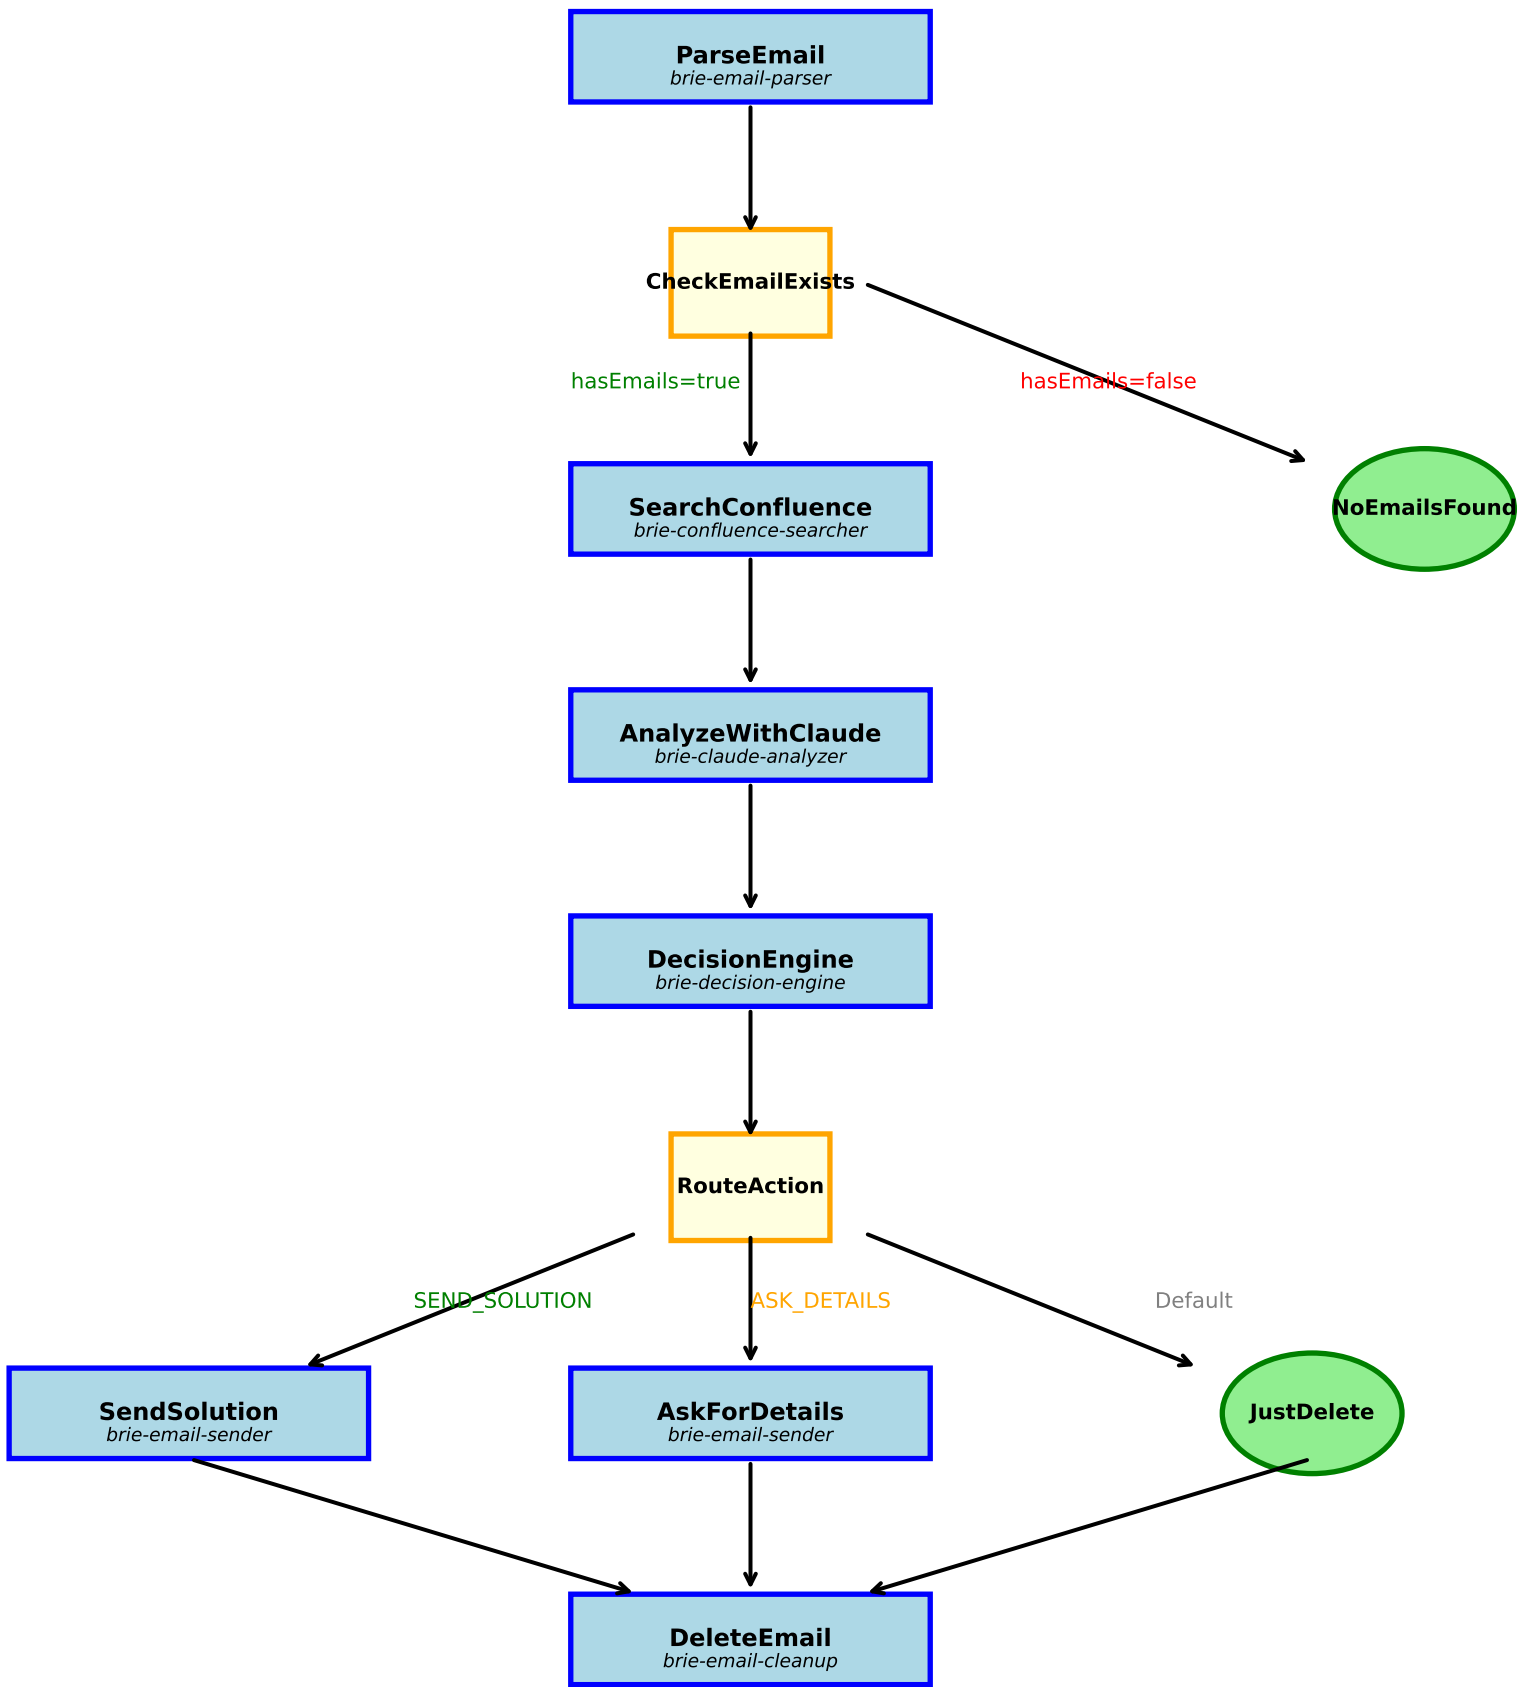 ParseEmail
brie-email-parser
CheckEmailExists
hasEmails=true
hasEmails=false
SearchConfluence
brie-confluence-searcher
NoEmailsFound
AnalyzeWithClaude
brie-claude-analyzer
DecisionEngine
brie-decision-engine
RouteAction
SEND_SOLUTION
ASK_DETAILS
Default
SendSolution
brie-email-sender
AskForDetails
brie-email-sender
JustDelete
DeleteEmail
brie-email-cleanup